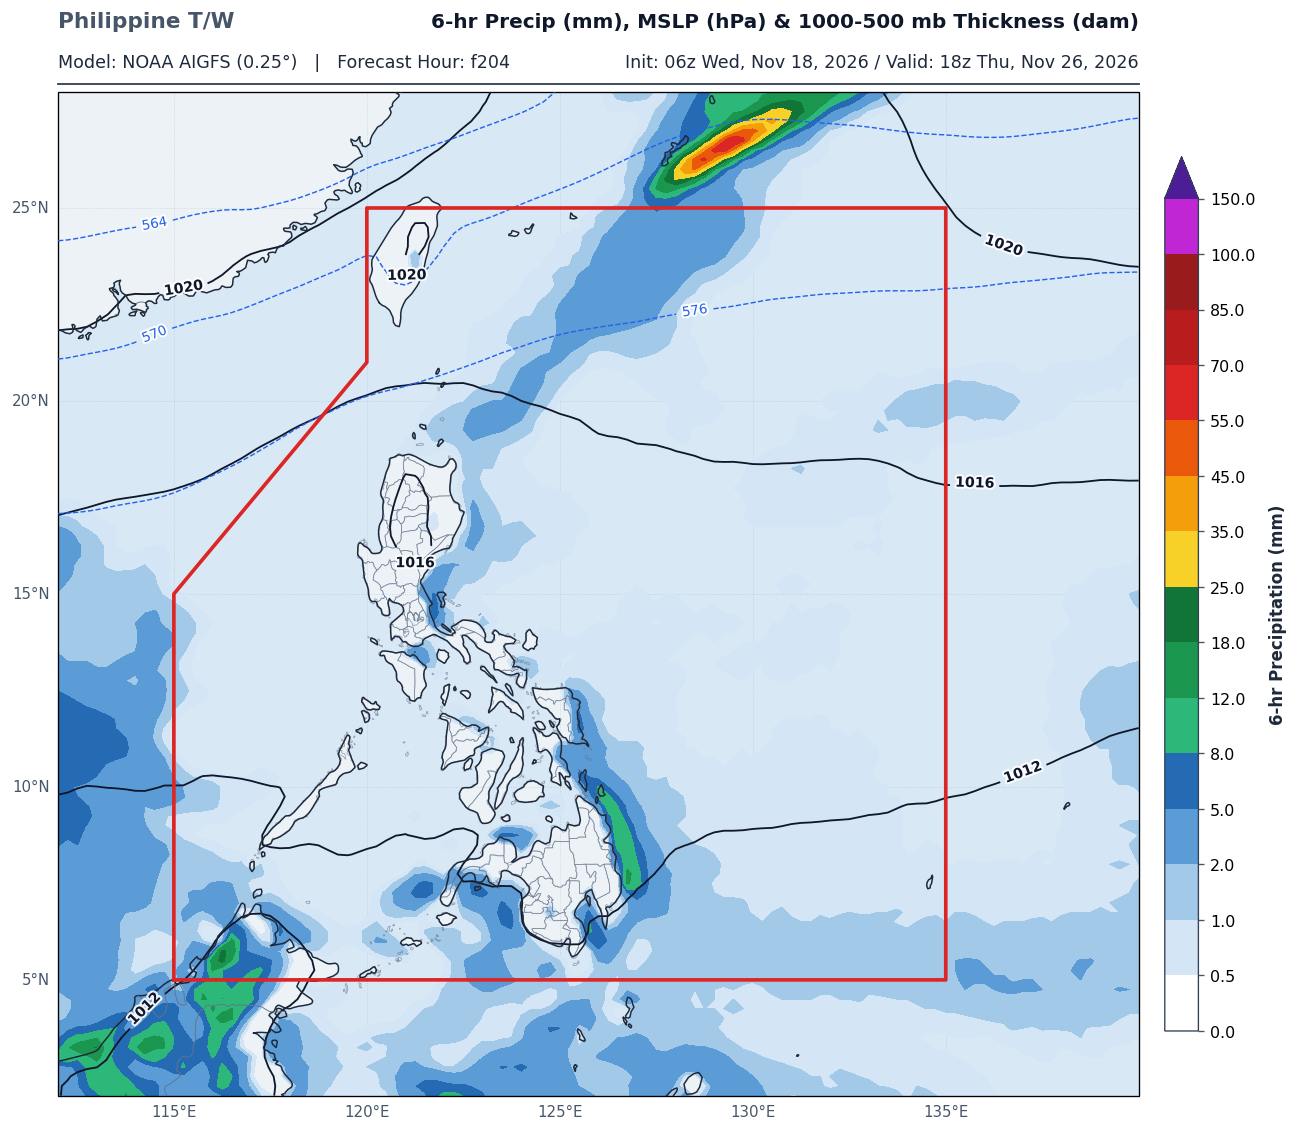 Philippine T/W
6-hr Precip (mm), MSLP (hPa) & 1000-500 mb Thickness (dam)
Model: NOAA AIGFS (0.25°) | Forecast Hour: f204
Init: 06z Wed, Nov 18, 2026 / Valid: 18z Thu, Nov 26, 2026
25°N
20°N
15°N
10°N
5°N
115°E
120°E
125°E
130°E
135°E
564
1020
570
1020
576
1020
1016
1016
1012
1012
150.0
100.0
85.0
70.0
55.0
45.0
35.0
25.0
18.0
12.0
8.0
5.0
2.0
1.0
0.5
0.0
6-hr Precipitation (mm)